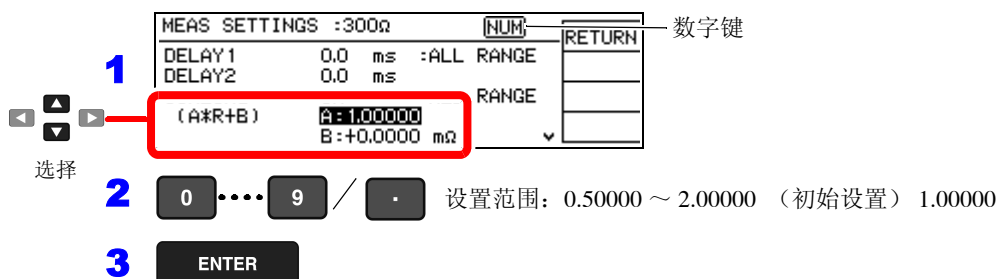 MEAS SETTINGS :300Ω NUM RETURN 数字键
DELAY1 0.0 ms :ALL RANGE
DELAY2 0.0 ms
RANGE
(A*R+B) A:1.00000
B:+0.0000 mΩ
1
选择
2 0 9 / . 设置范围：0.50000 ～ 2.00000 （初始设置） 1.00000
3 ENTER